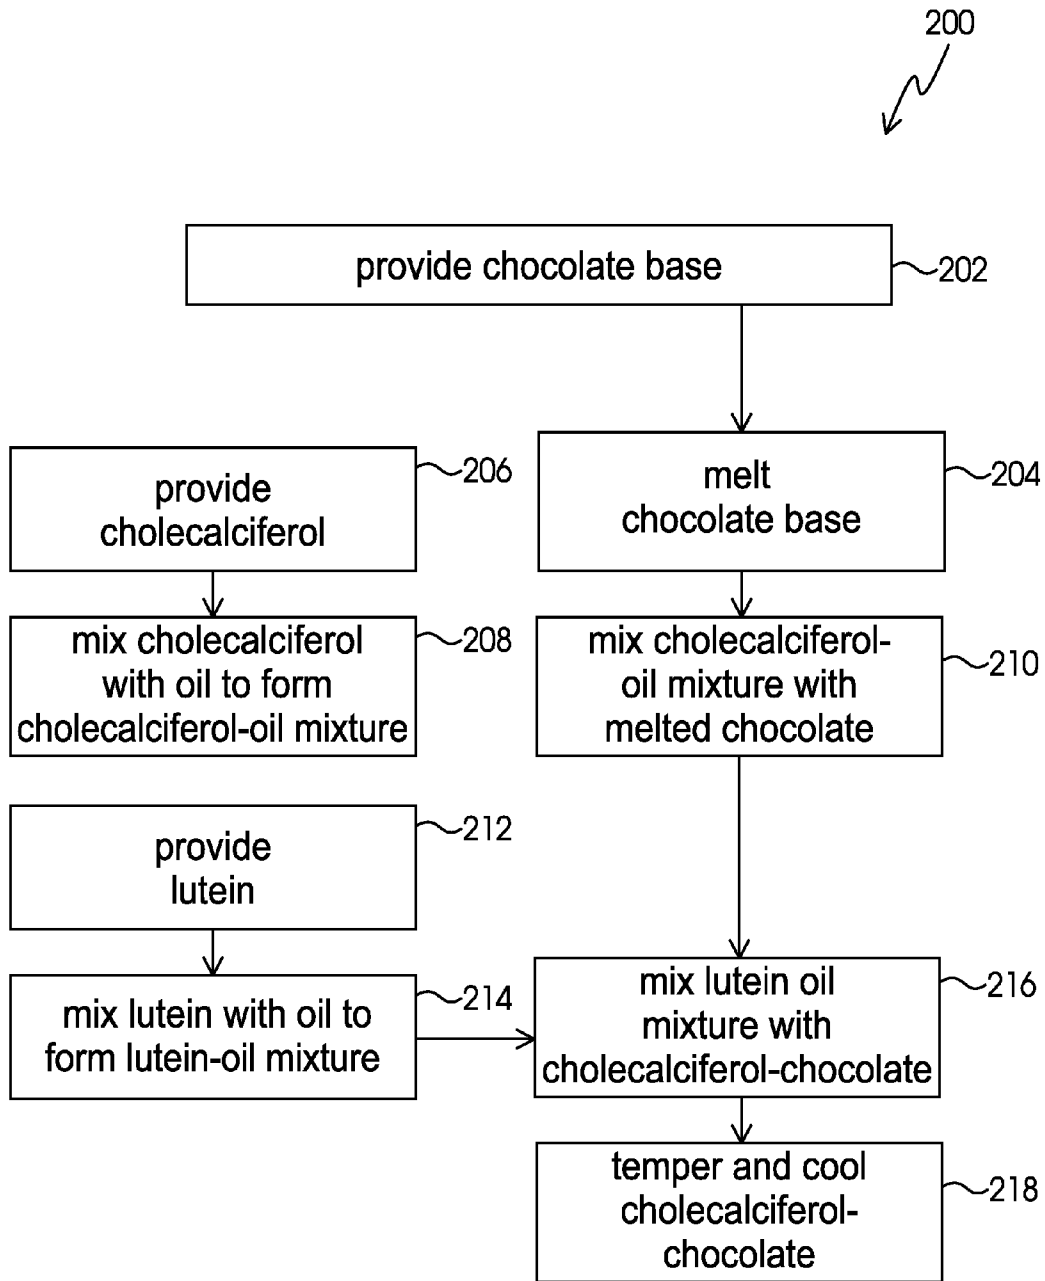 200
provide chocolate base
202
provide
cholecalciferol
206
melt
chocolate base
204
mix cholecalciferol
with oil to form
cholecalciferol-oil mixture
208
mix cholecalciferol-
oil mixture with
melted chocolate
210
provide
lutein
212
mix lutein with oil to
form lutein-oil mixture
214
mix lutein oil
mixture with
cholecalciferol-chocolate
216
temper and cool
cholecalciferol-
chocolate
218